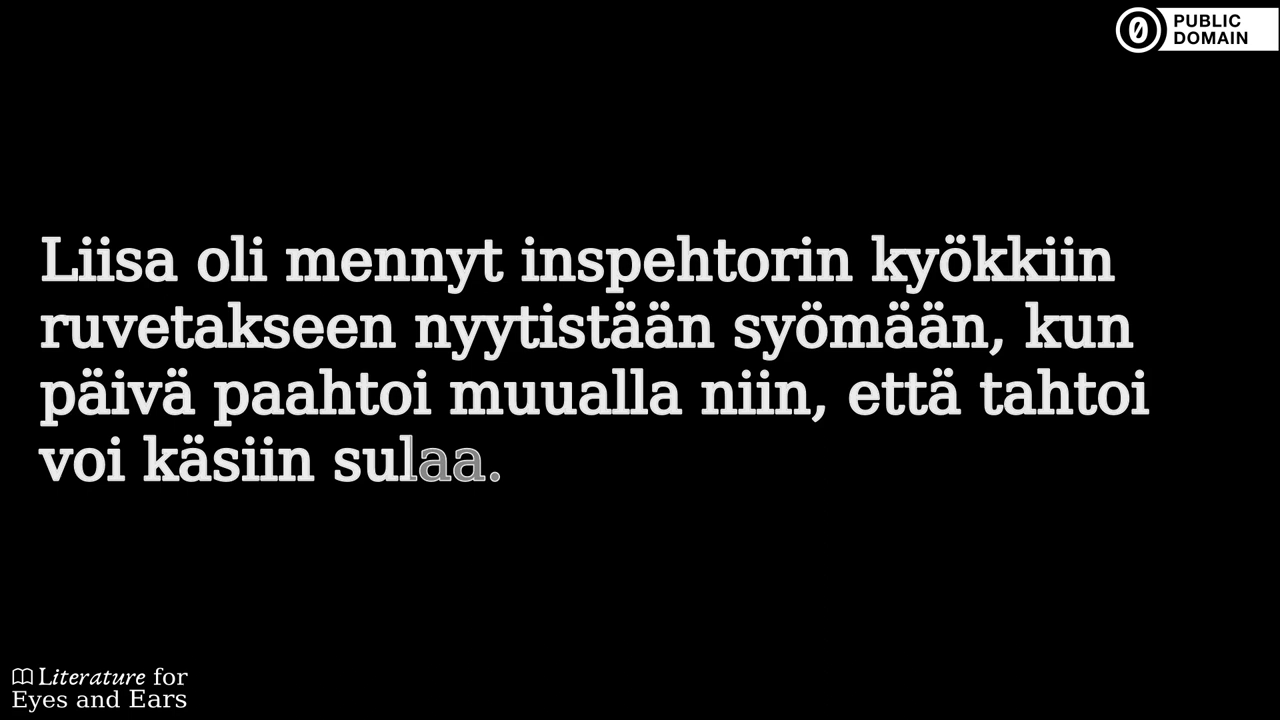 PUBLIC
DOMAIN
Liisa oli mennyt inspehtorin kyökkiin
ruvetakseen nyytistään syömään, kun
päivä paahtoi muualla niin, että tahtoi
voi käsiin sulaa.
Literature for
Eyes and Ears